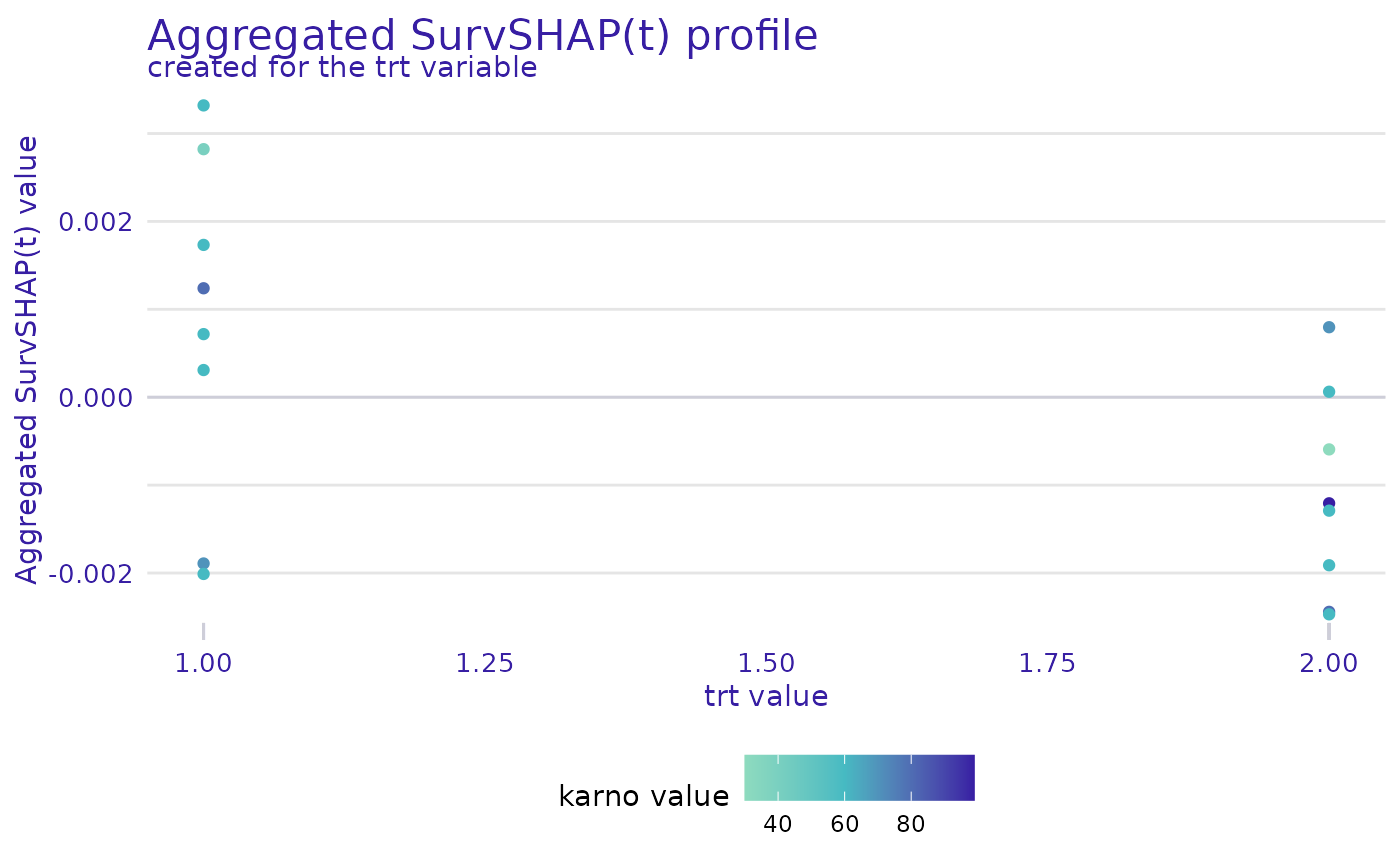 Aggregated SurvSHAP(t) profile
created for the trt variable
Aggregated SurvSHAP(t) value
0.002
0.000
-0.002
1.00 1.25 1.50 1.75 2.00
trt value
karno value
40 60 80